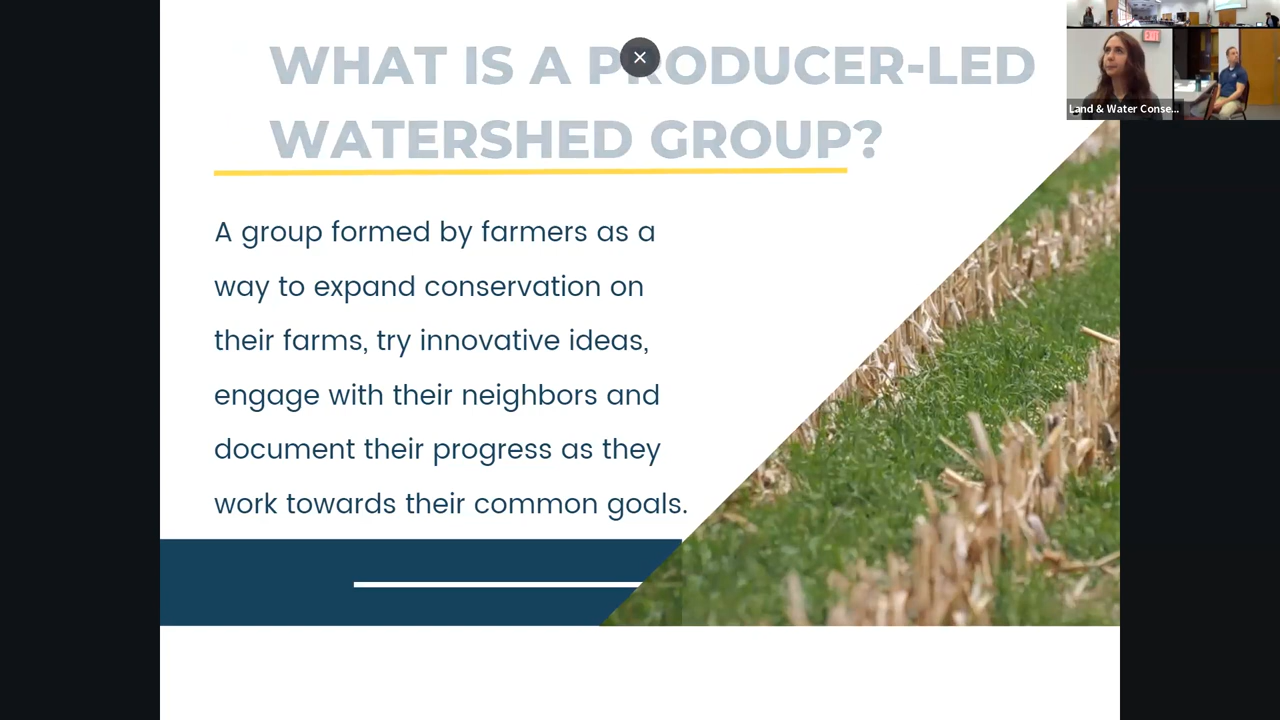 WHAT IS A PRODUCER-LED
WATERSHED GROUP?
A group formed by farmers as a
way to expand conservation on
their farms, try innovative ideas,
engage with their neighbors and
document their progress as they
work towards their common goals.
EXIT
Land & Water Conse...